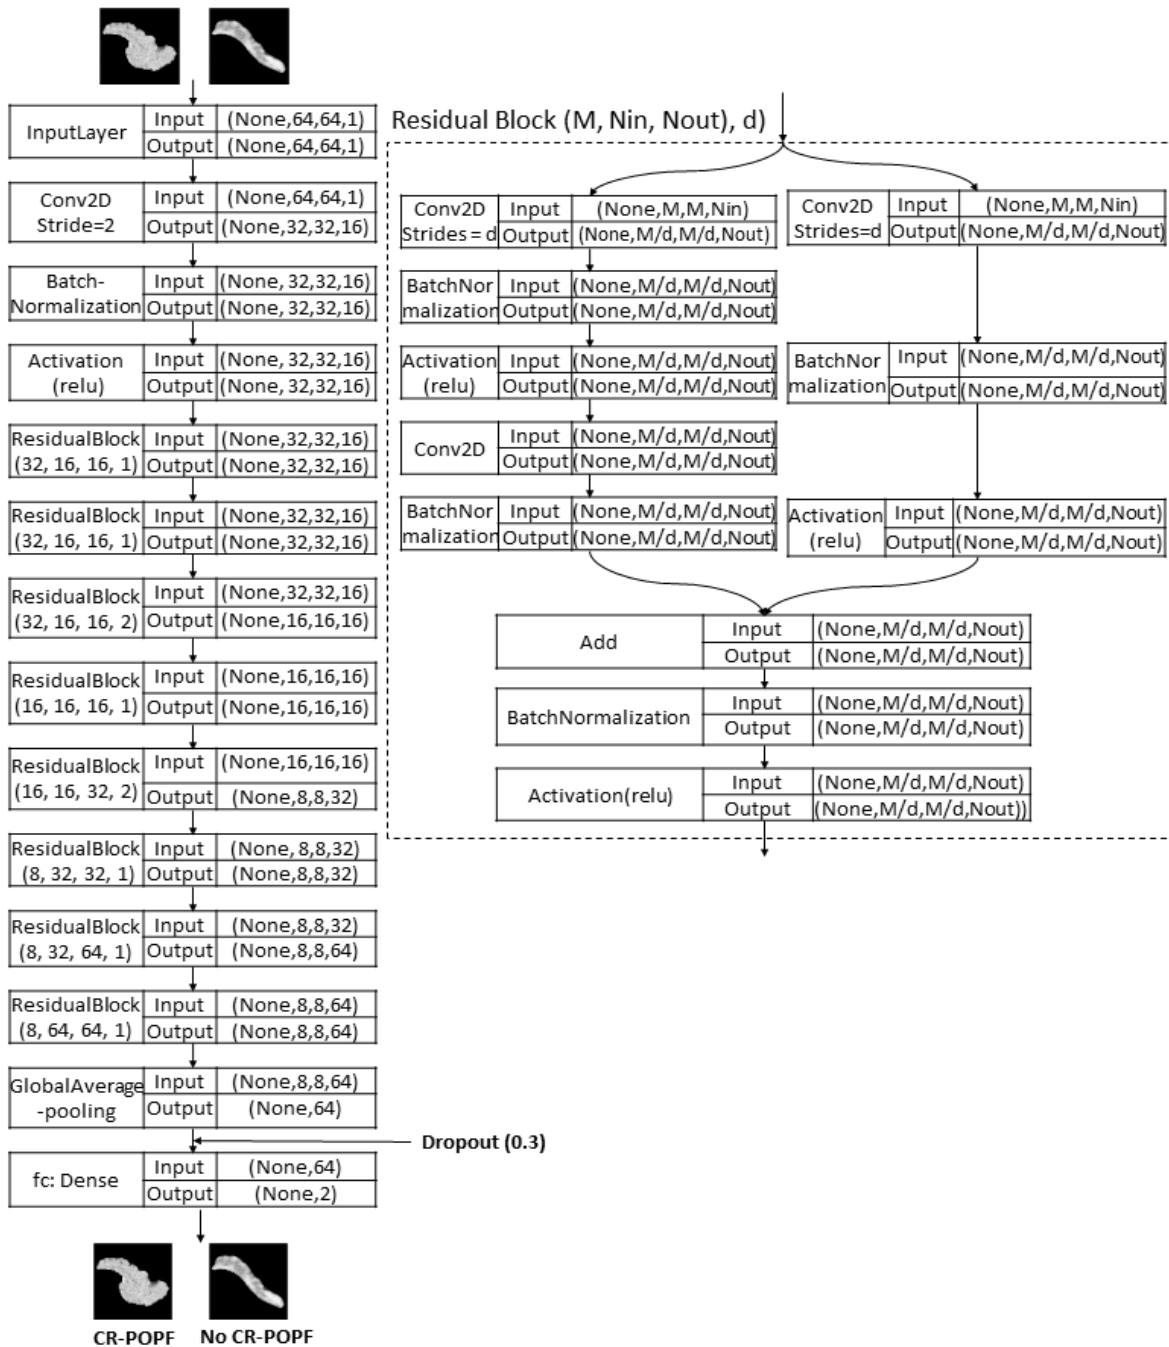 InputLayer Input (None,64,64,1)
Output (None,64,64,1)
Conv2D Input (None,64,64,1)
Stride=2 Output (None,32,32,16)
Batch- Input (None, 32,32,16)
Normalization Output (None, 32,32,16)
Activation Input (None,32,32,16)
(relu) Output (None,32,32,16)
ResidualBlock Input (None,32,32,16)
(32, 16, 16, 1) Output (None,32,32,16)
ResidualBlock Input (None,32,32,16)
(32, 16, 16, 1) Output (None,32,32,16)
ResidualBlock Input (None,32,32,16)
(32, 16, 16, 2) Output (None,16,16,16)
ResidualBlock Input (None,16,16,16)
(16, 16, 16, 1) Output (None,16,16,16)
ResidualBlock Input (None,16,16,16)
(16, 16, 32, 2) Output (None,8,8,32)
ResidualBlock Input (None, 8,8,32)
(8, 32, 32, 1) Output (None,8,8,32)
ResidualBlock Input (None,8,8,32)
(8, 32, 64, 1) Output (None,8,8,64)
ResidualBlock Input (None,8,8,64)
(8, 64, 64, 1) Output (None,8,8,64)
GlobalAverage Input (None,8,8,64)
-pooling Output (None,64)
Dropout (0.3)
fc: Dense Input (None,64)
Output (None,2)
CR-POPF No CR-POPF
Residual Block (M, Nin, Nout), d)
Conv2D Input (None,M,M,Nin)
Strides = d Output (None,M/d,M/d,Nout)
BatchNor Input (None,M/d,M/d,Nout)
malization Output (None,M/d,M/d,Nout)
Activation Input (None,M/d,M/d,Nout)
(relu) Output (None,M/d,M/d,Nout)
Conv2D Input (None,M/d,M/d,Nout)
Output (None,M/d,M/d,Nout)
BatchNor Input (None,M/d,M/d,Nout)
malization Output (None,M/d,M/d,Nout)
Conv2D Input (None,M,M,Nin)
Strides=d Output (None,M/d,M/d,Nout)
BatchNor Input (None,M/d,M/d,Nout)
malization Output (None,M/d,M/d,Nout)
Activation Input (None,M/d,M/d,Nout)
(relu) Output (None,M/d,M/d,Nout)
Add Input (None,M/d,M/d,Nout)
Output (None,M/d,M/d,Nout)
BatchNormalization Input (None,M/d,M/d,Nout)
Output (None,M/d,M/d,Nout)
Activation(relu) Input (None,M/d,M/d,Nout)
Output (None,M/d,M/d,Nout))